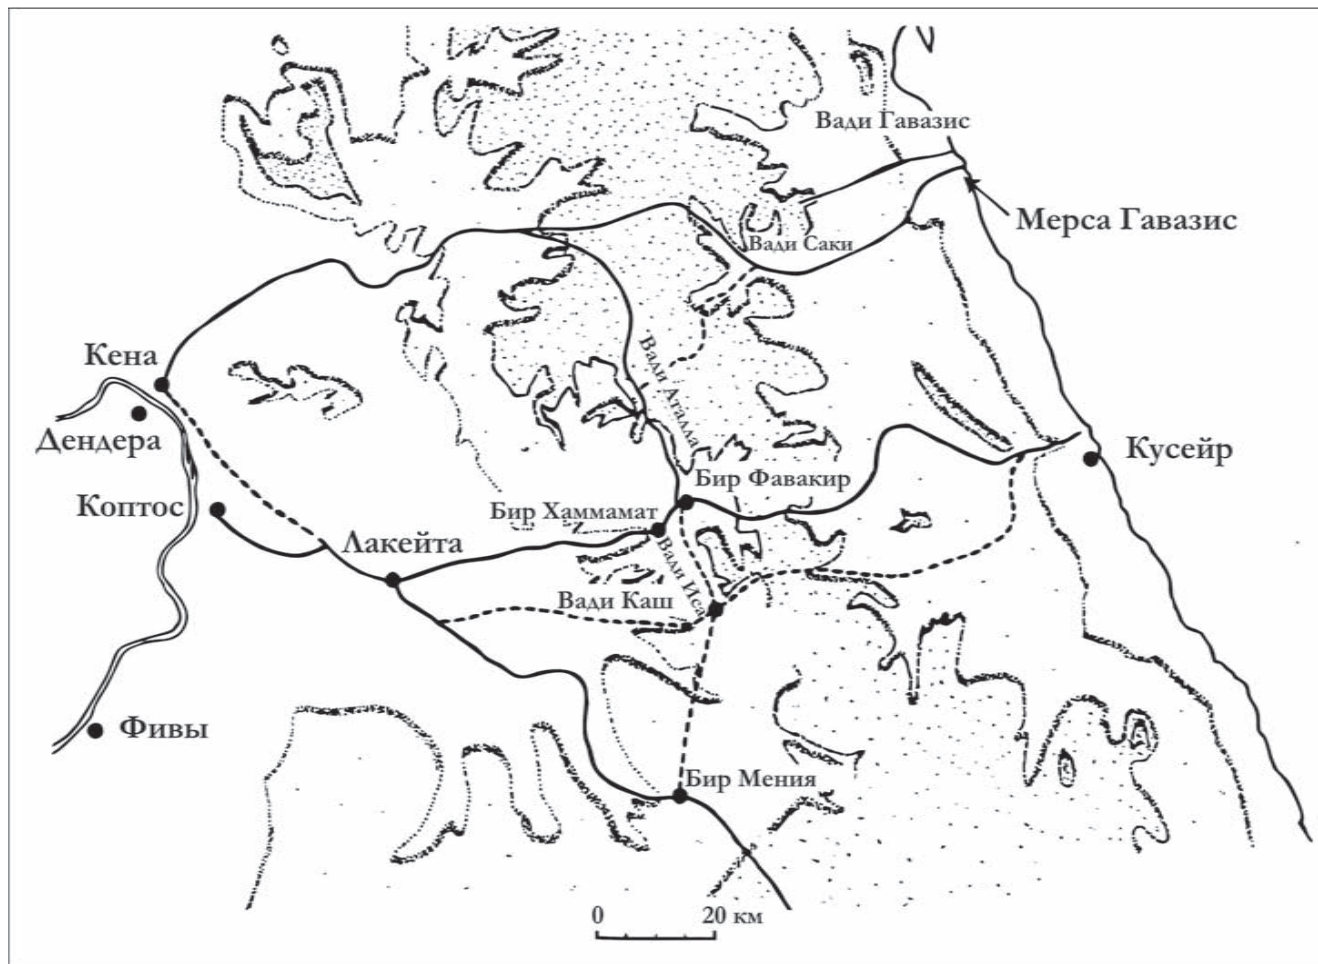 Вади Гавазис
Мерса Гавазис
Вади Саки
Кена
Вади Аталла
Дендера
Кусейр
Бир Фавакир
Коптос
Бир Хаммамат
Лакейта
Вади Иса
Вади Каш
Фивы
Бир Мения
0 20 км